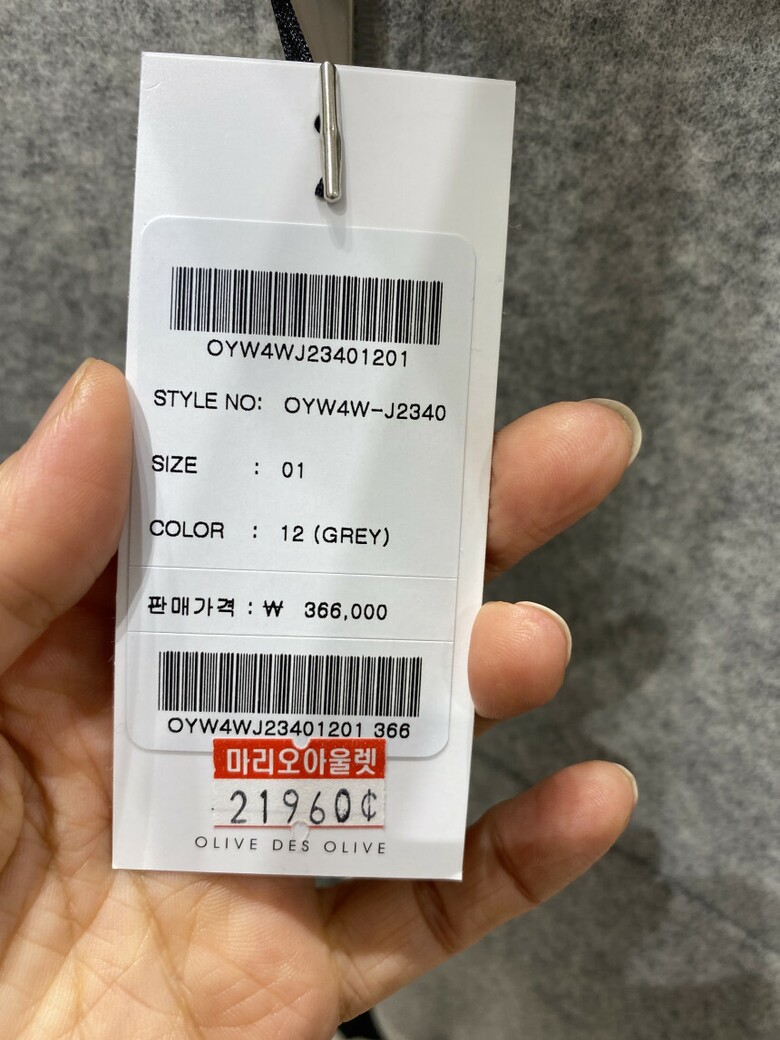 OYW4WJ23401201
STYLE NO: OYW4W-J2340
SIZE : 01
COLOR : 12 (GREY)
판매가격 : ₩ 366,000
OYW4WJ23401201 366
마리오아울렛
21960₵
OLIVE DES OLIVE